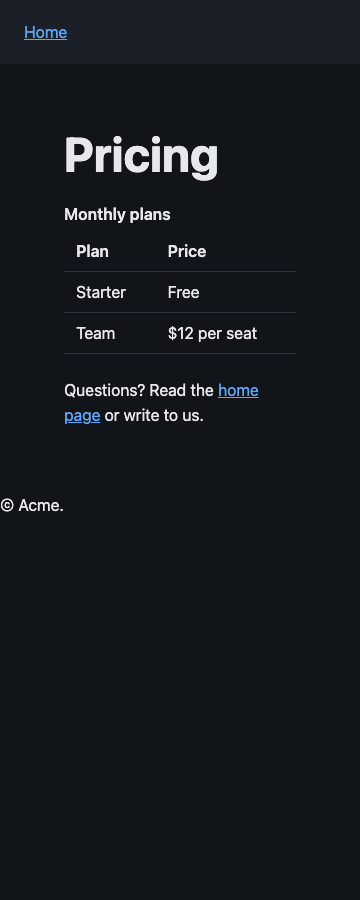 Home
Pricing
Monthly plans
Plan Price
Starter Free
Team $12 per seat
Questions? Read the home
page or write to us.
© Acme.